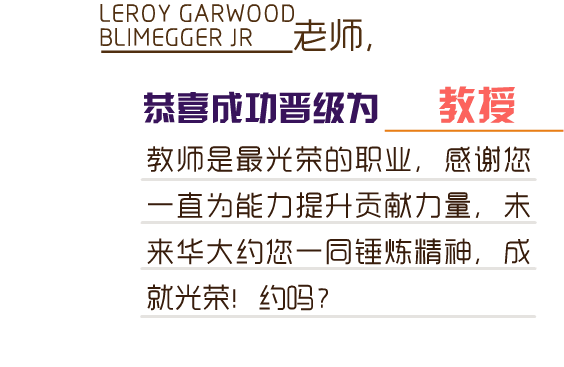 LEROY GARWOOD
BLIMEGGER JR 老师,
恭喜成功晋级为 教授
教师是最光荣的职业, 感谢您
一直为能力提升贡献力量, 未
来华大约您一同锤炼精神, 成
就光荣! 约吗?